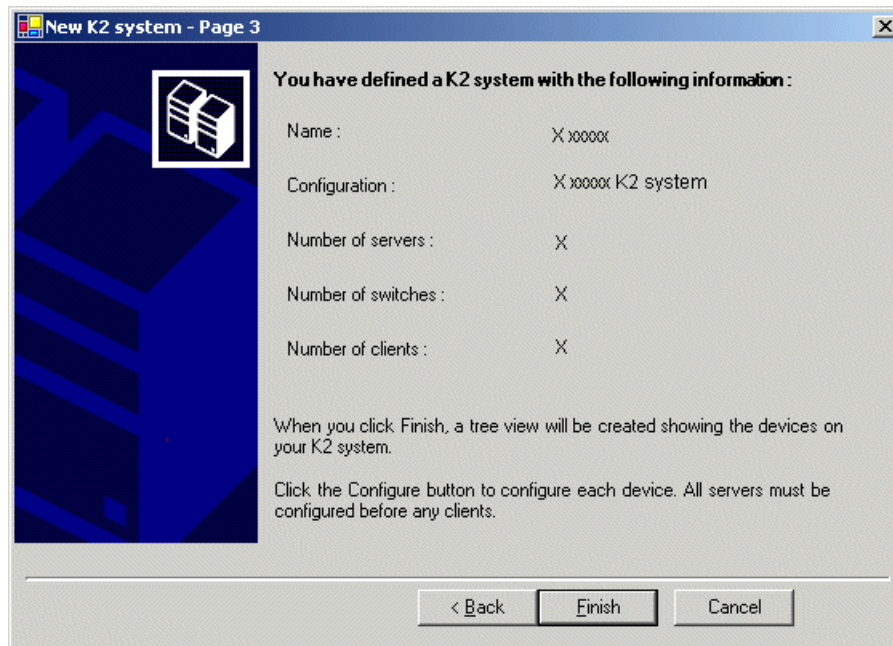 New K2 system - Page 3
You have defined a K2 system with the following information :
Name :
X xxxxx
Configuration :
X xxxxx K2 system
Number of servers :
X
Number of switches :
X
Number of clients :
X
When you click Finish, a tree view will be created showing the devices on
your K2 system.
Click the Configure button to configure each device. All servers must be
configured before any clients.
< Back
Finish
Cancel